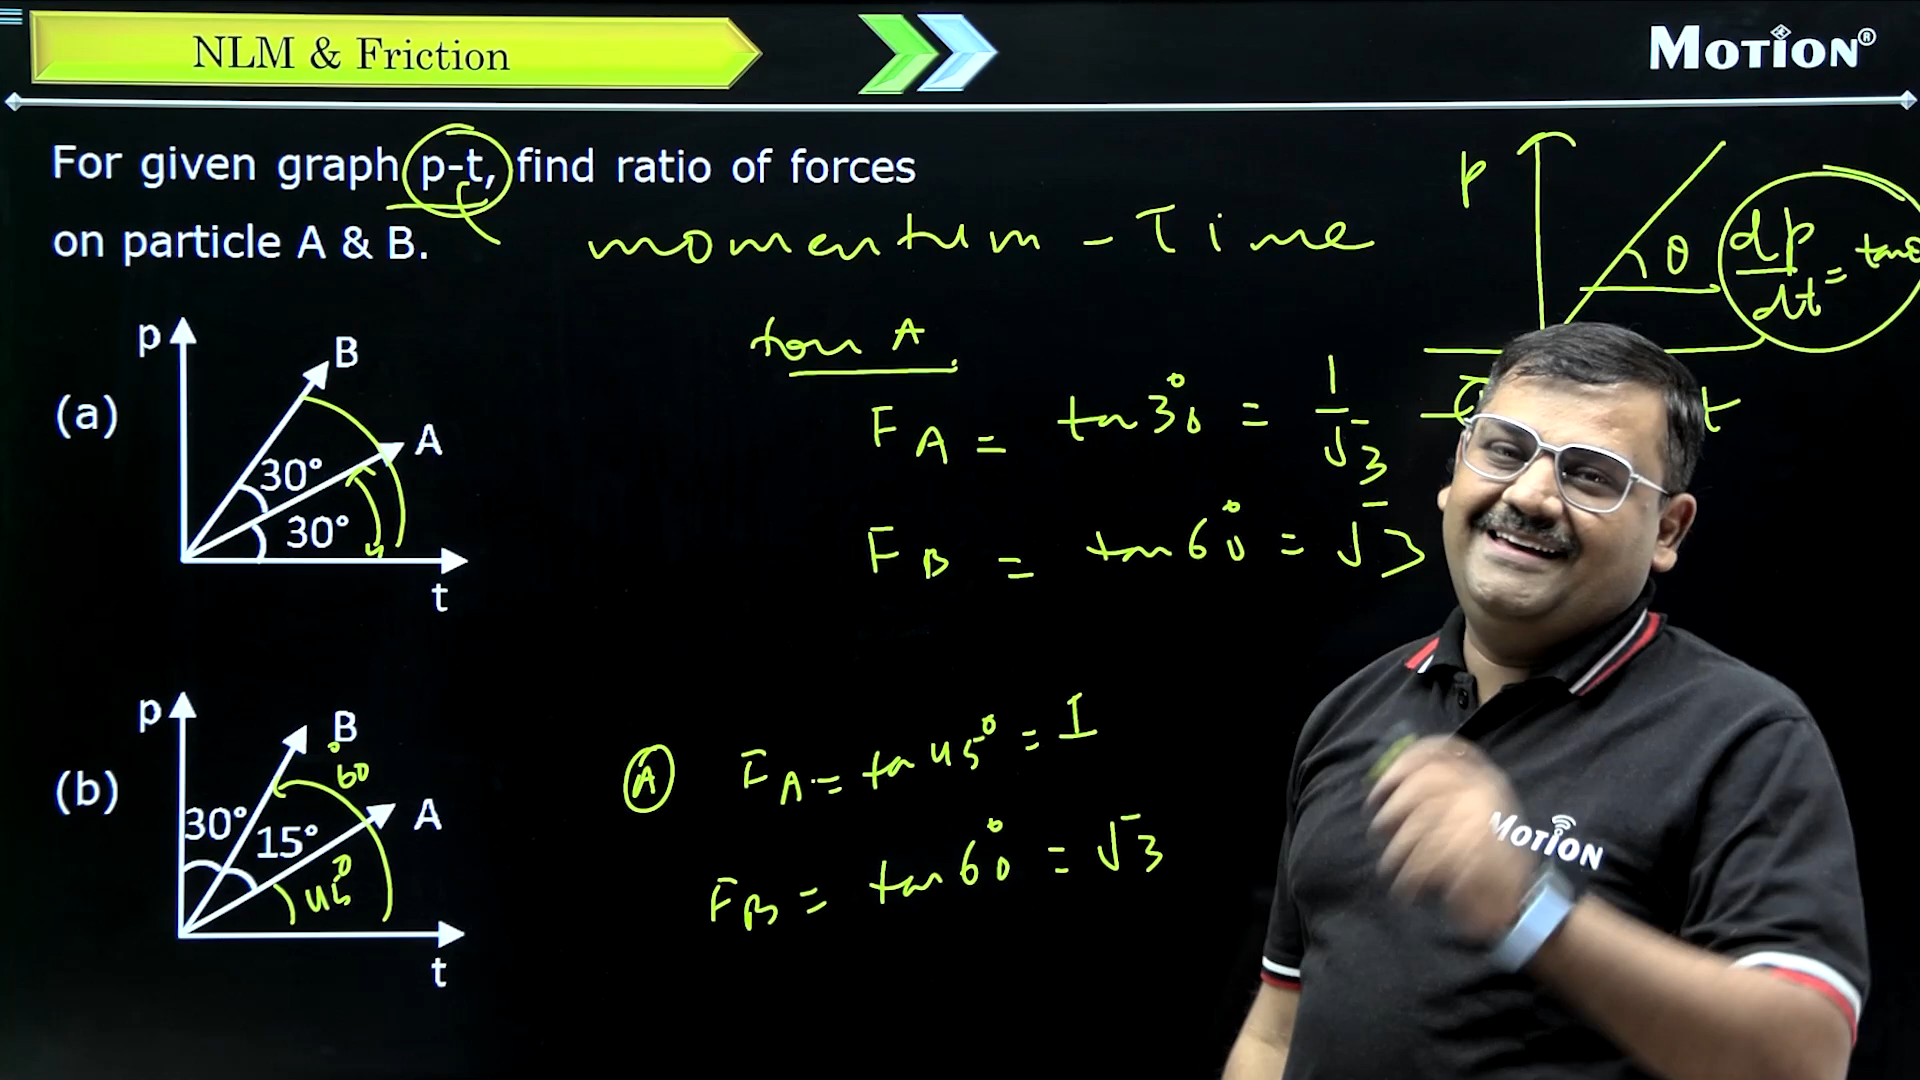 NLM & Friction
MOTION®
For given graph p-t, find ratio of forces
on particle A & B.
momentum - Time
p
θ
dp/dt = tanθ
t
(a)
p
B
A
30°
30°
t
for A.
F_A = tan30° = 1/√3
F_B = tan60° = √3
(b)
p
B
60°
A
30°
15°
45°
t
(A) F_A = tan45° = 1
F_B = tan60° = √3
MOTION